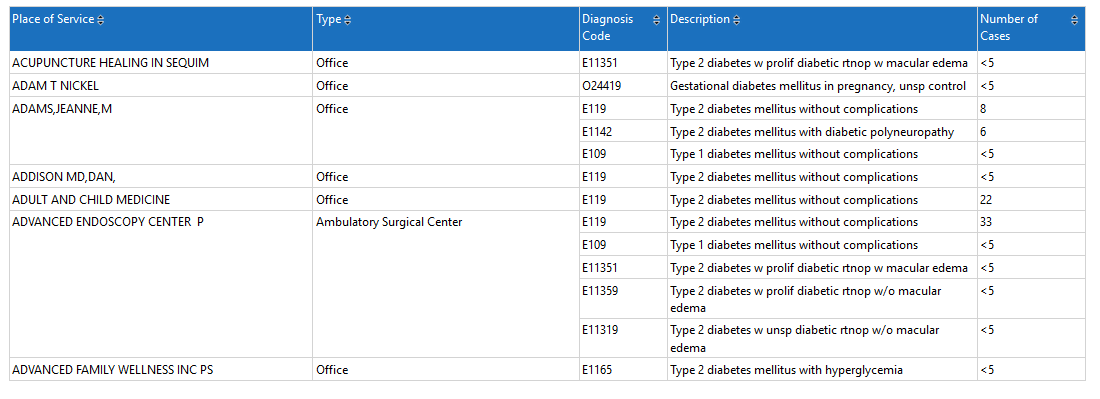 Place of Service Type Diagnosis Code Description Number of Cases
ACUPUNCTURE HEALING IN SEQUIM Office E11351 Type 2 diabetes w prolif diabetic rtnop w macular edema <5
ADAM T NICKEL Office O24419 Gestational diabetes mellitus in pregnancy, unsp control <5
ADAMS,JEANNE,M Office E119 Type 2 diabetes mellitus without complications 8
E1142 Type 2 diabetes mellitus with diabetic polyneuropathy 6
E109 Type 1 diabetes mellitus without complications <5
ADDISON MD,DAN, Office E119 Type 2 diabetes mellitus without complications <5
ADULT AND CHILD MEDICINE Office E119 Type 2 diabetes mellitus without complications 22
ADVANCED ENDOSCOPY CENTER P Ambulatory Surgical Center E119 Type 2 diabetes mellitus without complications 33
E109 Type 1 diabetes mellitus without complications <5
E11351 Type 2 diabetes w prolif diabetic rtnop w macular edema <5
E11359 Type 2 diabetes w prolif diabetic rtnop w/o macular edema <5
E11319 Type 2 diabetes w unsp diabetic rtnop w/o macular edema <5
ADVANCED FAMILY WELLNESS INC PS Office E1165 Type 2 diabetes mellitus with hyperglycemia <5